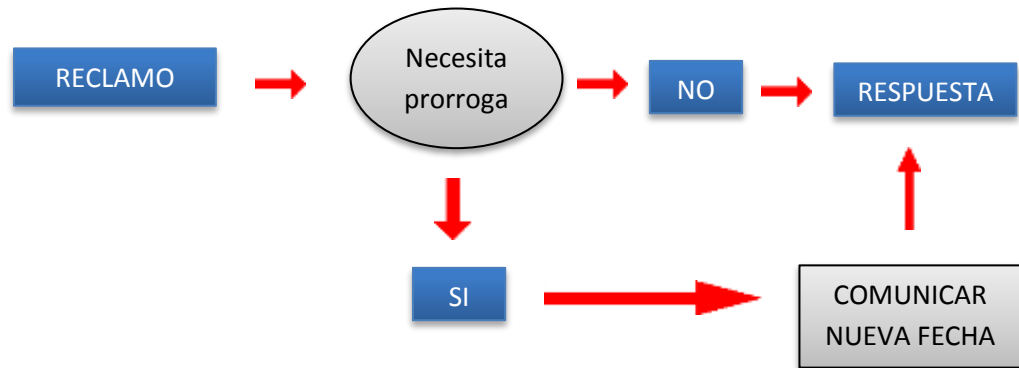 RECLAMO
Necesita
prorroga
NO
RESPUESTA
SI
COMUNICAR
NUEVA FECHA